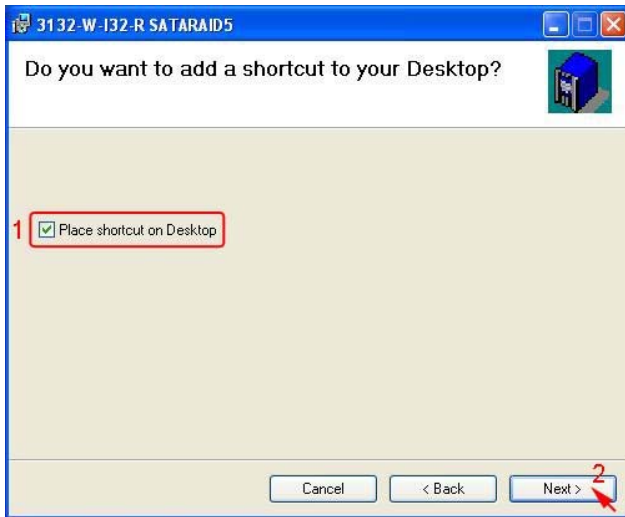 3132-W-I32-R SATARAID5
Do you want to add a shortcut to your Desktop?
1
Place shortcut on Desktop
2
Cancel
< Back
Next >